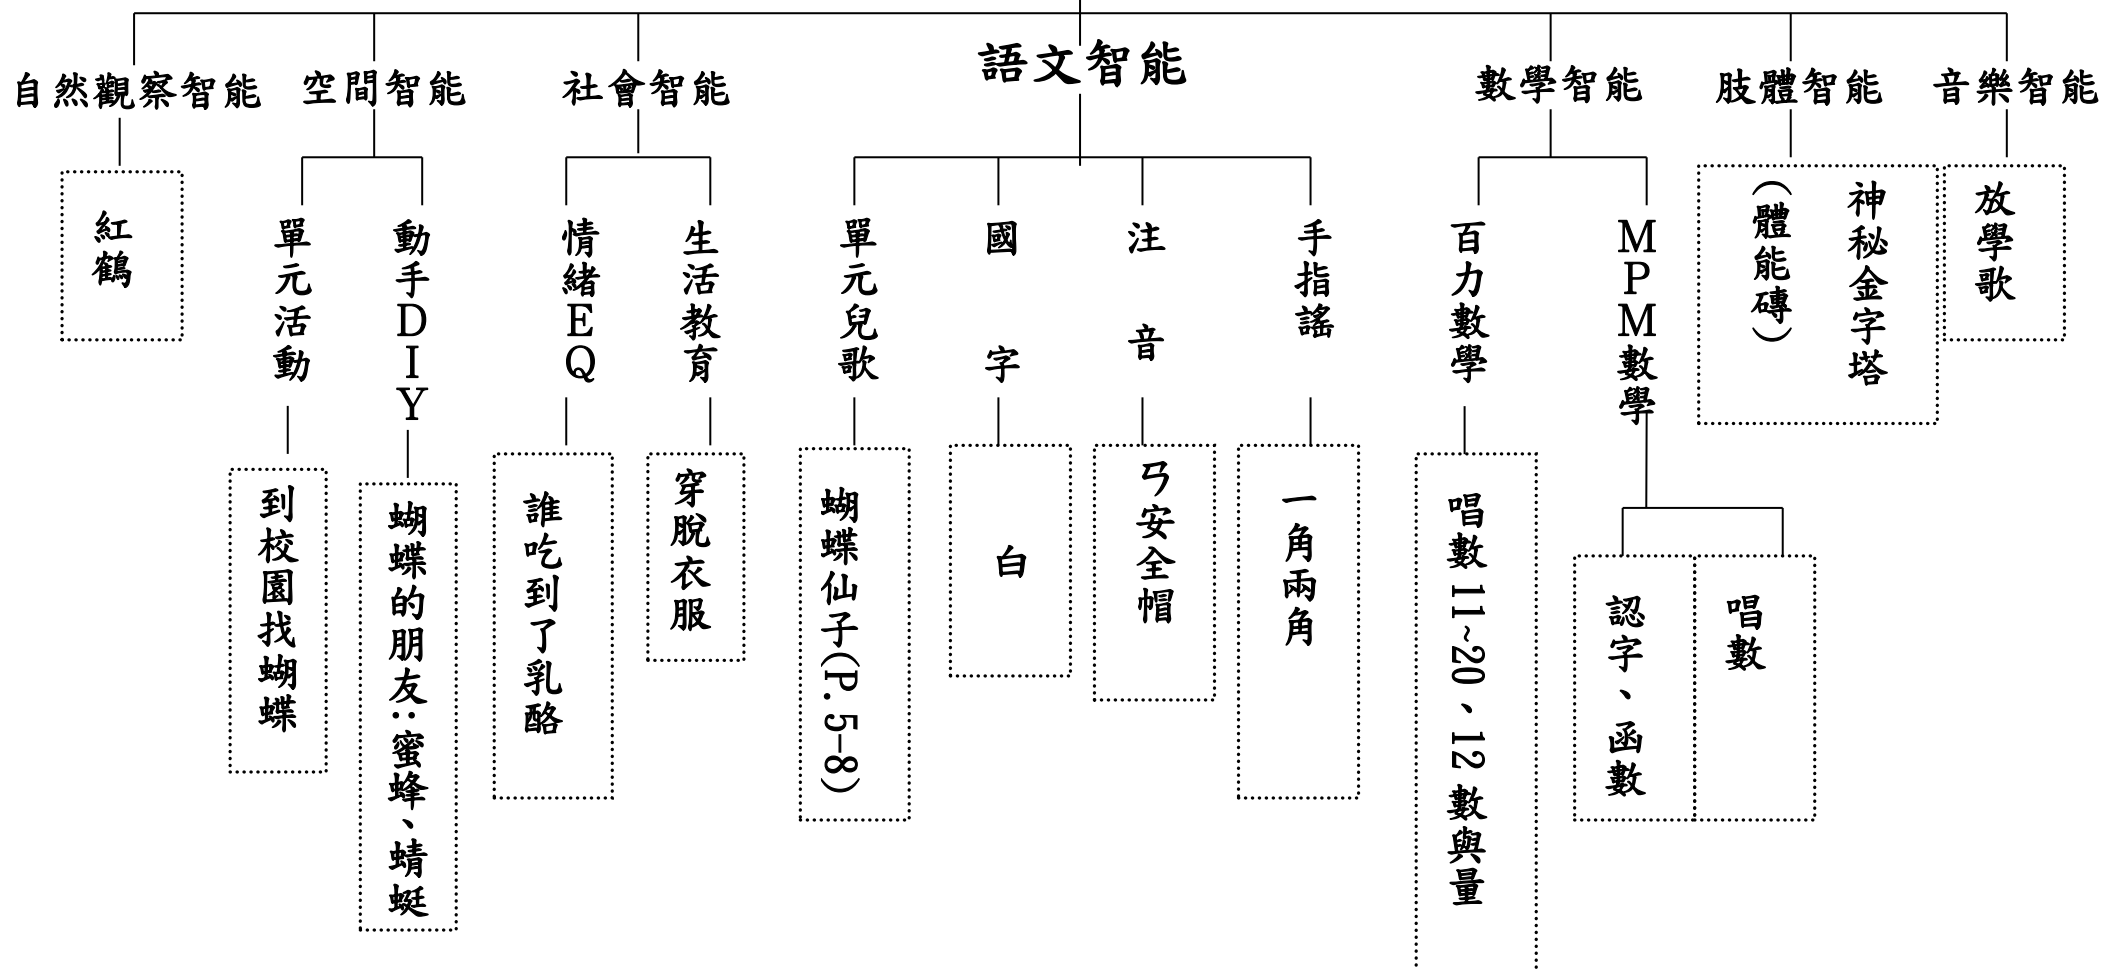 自然觀察智能
空間智能
社會智能
語文智能
數學智能
肢體智能
音樂智能
紅鶴
單元活動
動手DIY
情緒EQ
生活教育
單元兒歌
國字
注音
手指謠
百力數學
MPM數學
神秘金字塔
(體能磚)
放學歌
到校園找蝴蝶
蝴蝶的朋友:蜜蜂、蜻蜓
誰吃到了乳酪
穿脫衣服
蝴蝶仙子(P.5-8)
白
ㄢ安全帽
一角兩角
唱數 11~20、12 數與量
認字、函數
唱數